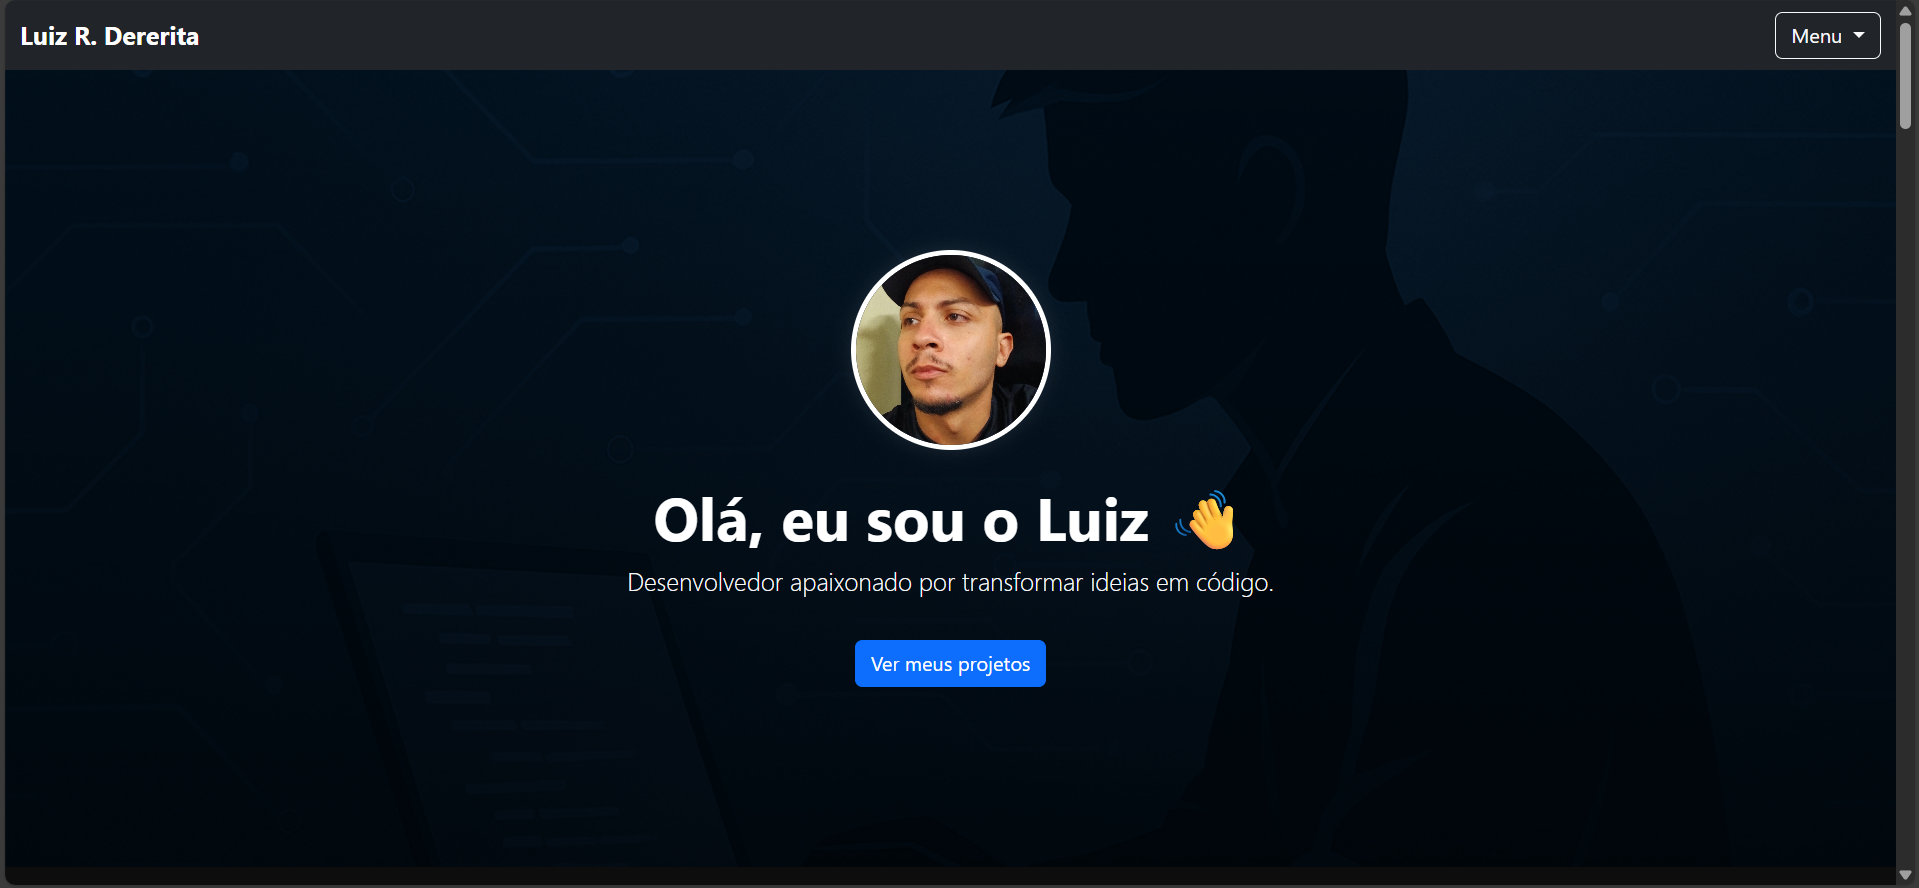 Luiz R. Dererita
Menu
Olá, eu sou o Luiz 👋
Desenvolvedor apaixonado por transformar ideias em código.
Ver meus projetos